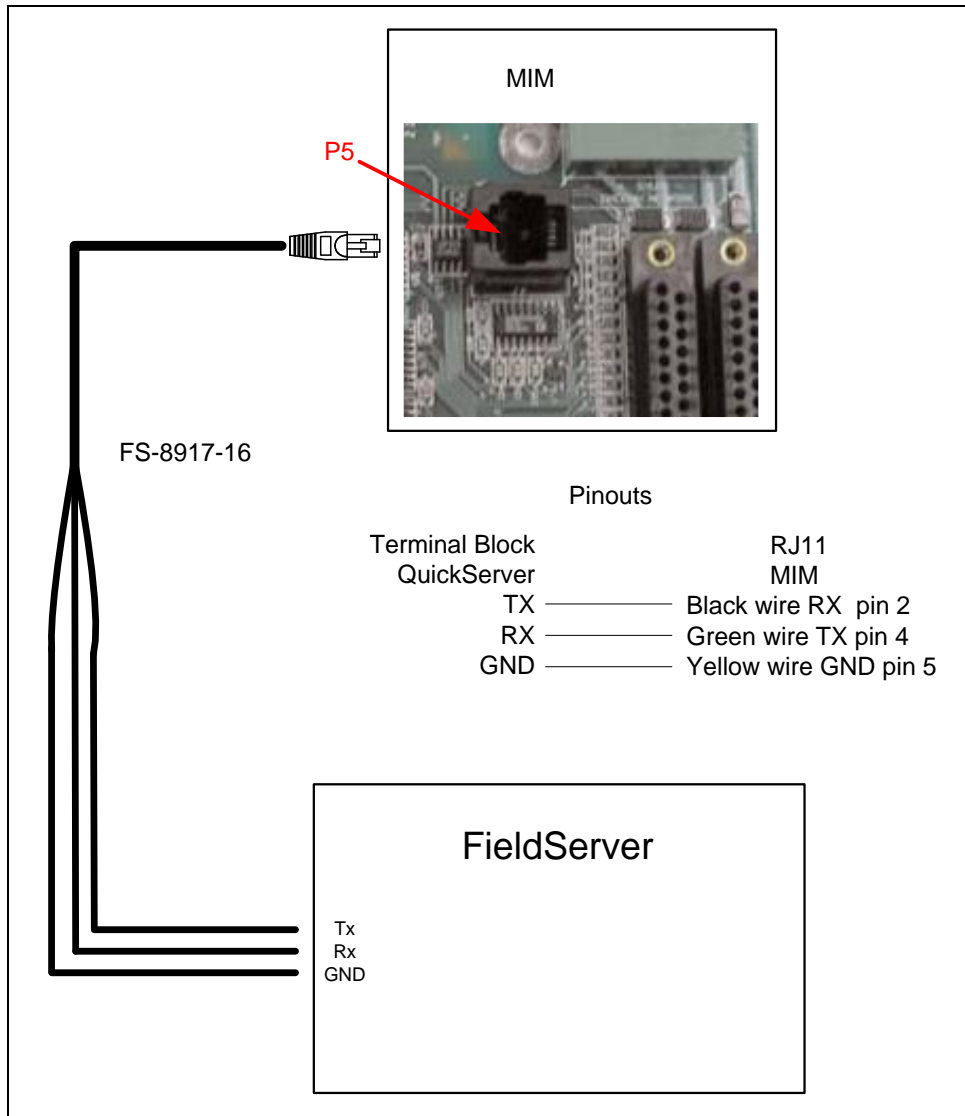 MIM
P5
FS-8917-16
Pinouts
Terminal Block RJ11
QuickServer MIM
TX Black wire RX pin 2
RX Green wire TX pin 4
GND Yellow wire GND pin 5
FieldServer
Tx
Rx
GND